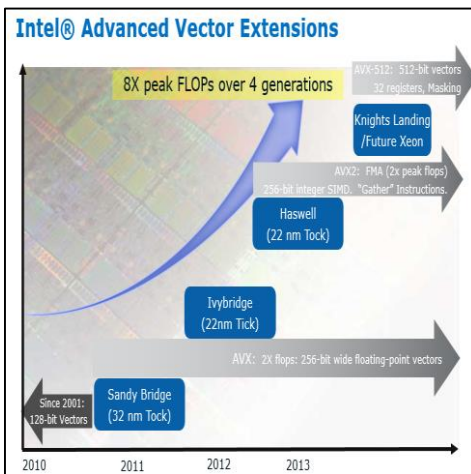 Intel® Advanced Vector Extensions
8X peak FLOPs over 4 generations
AVX-512: 512-bit vectors
32 registers, Masking
Knights Landing
/Future Xeon
AVX2: FMA (2x peak flops)
256-bit integer SIMD. "Gather" Instructions.
Haswell
(22 nm Tock)
Ivybridge
(22nm Tick)
AVX: 2X flops: 256-bit wide floating-point vectors
Since 2001:
128-bit Vectors
Sandy Bridge
(32 nm Tock)
2010 2011 2012 2013